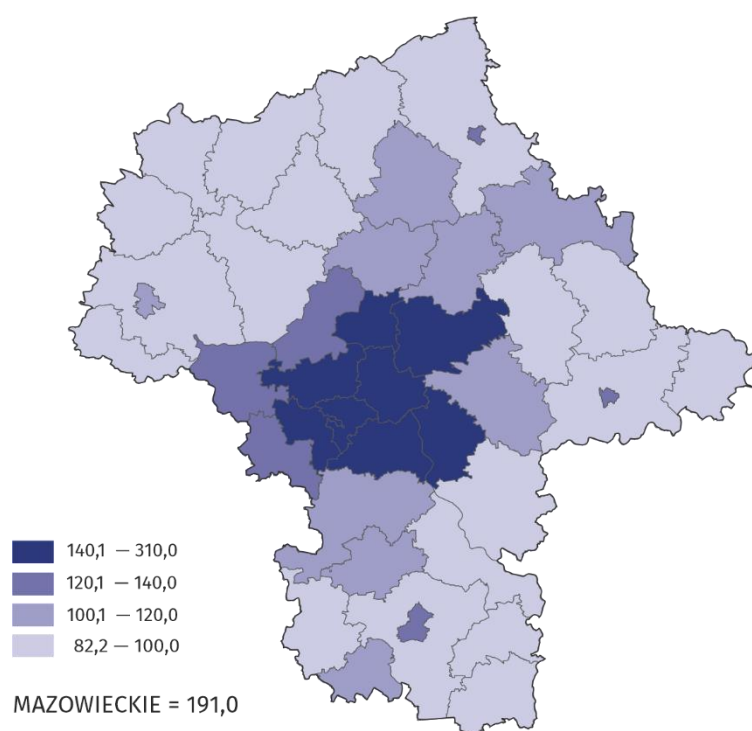 140,1 — 310,0
120,1 — 140,0
100,1 — 120,0
82,2 — 100,0
MAZOWIECKIE = 191,0